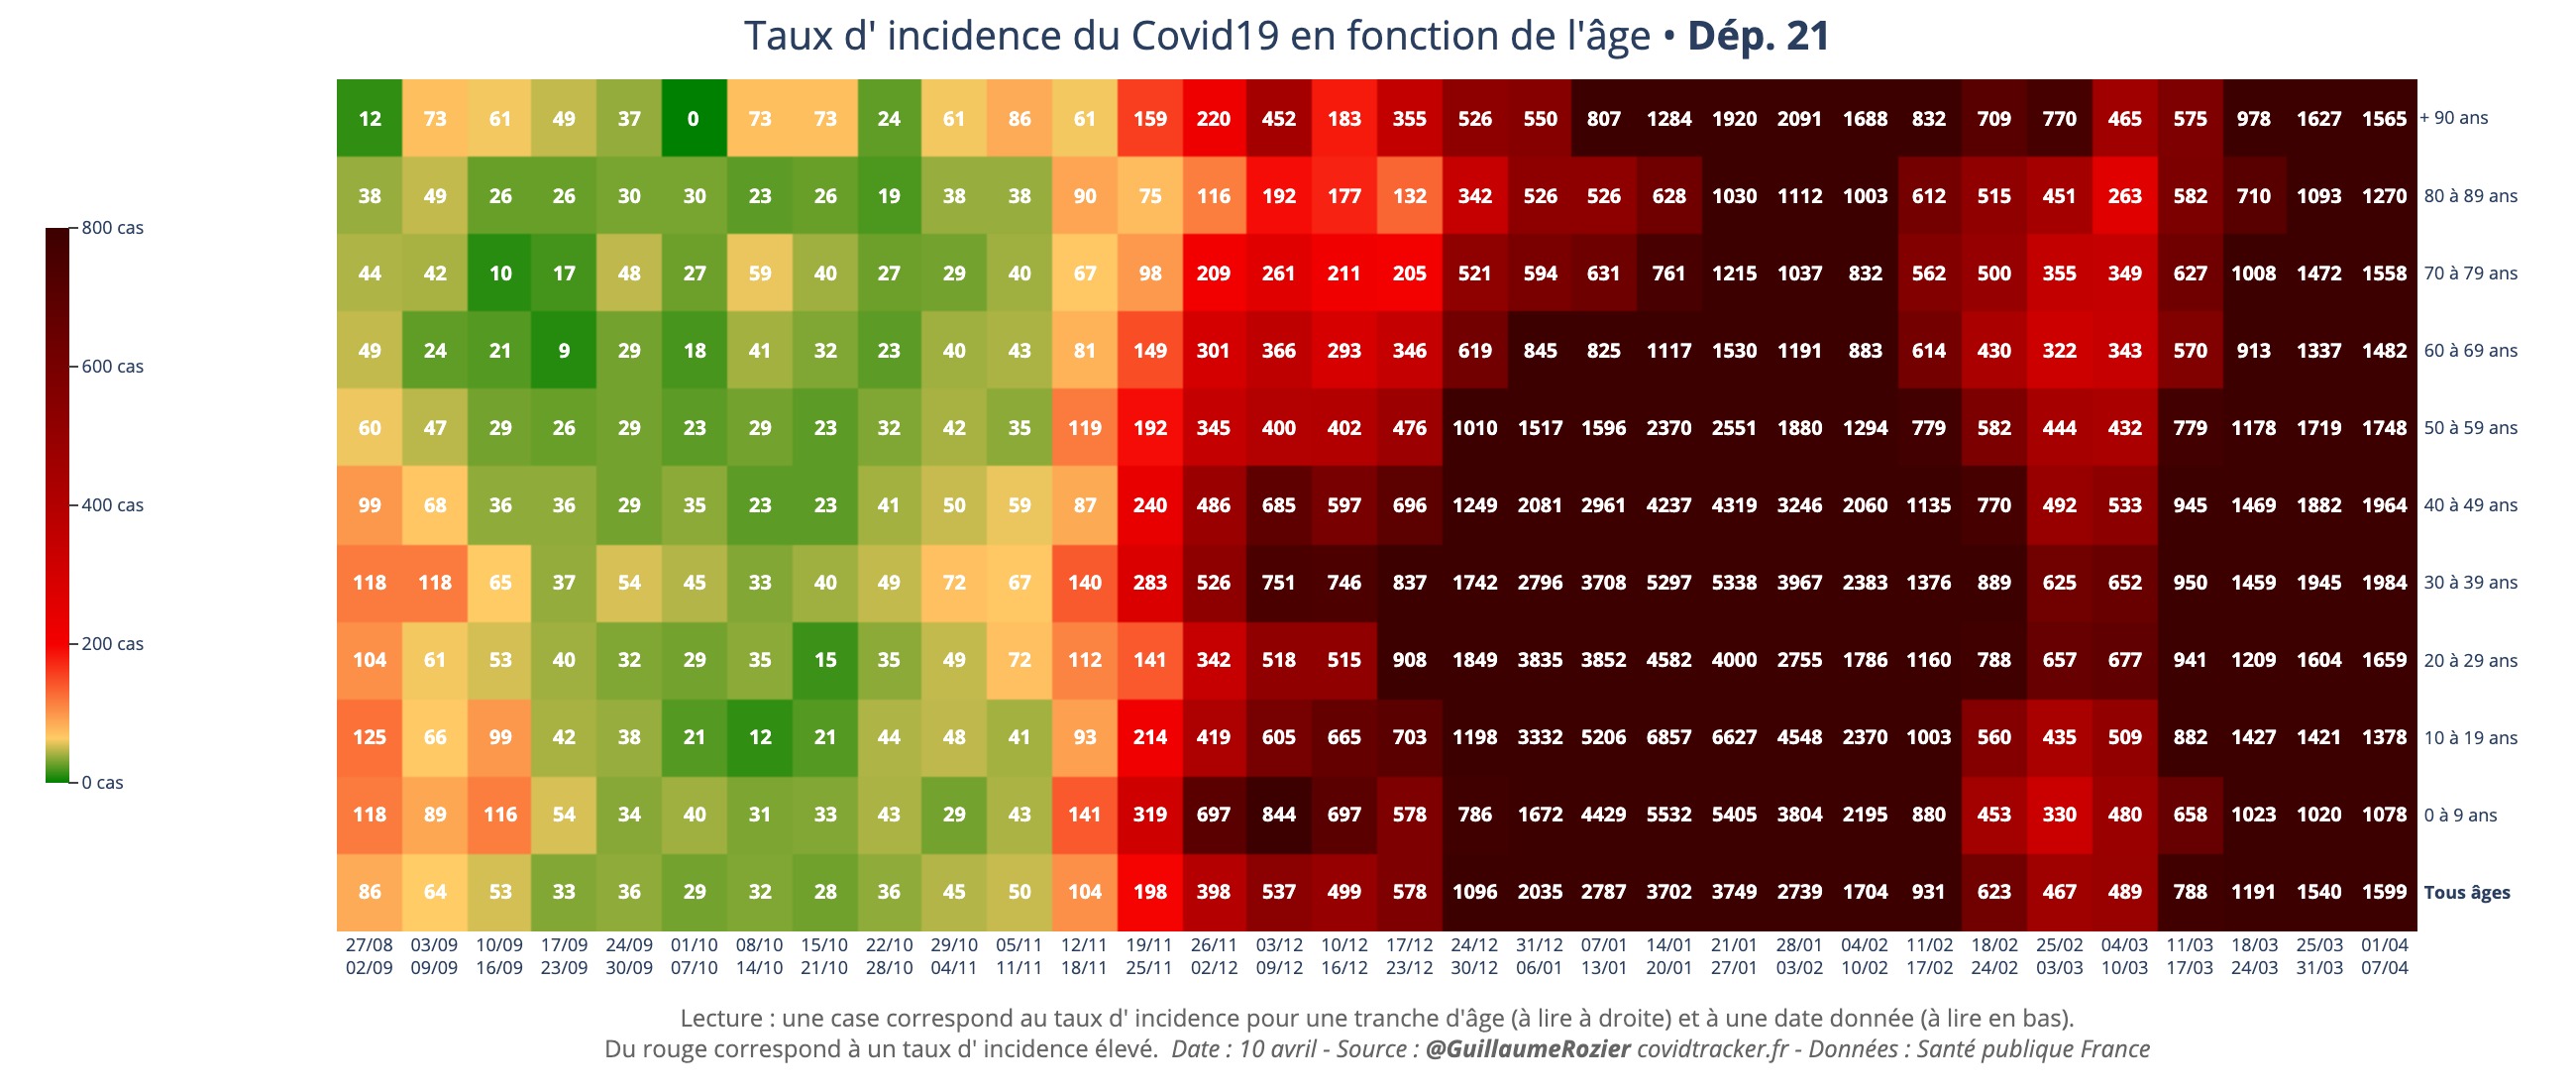 Taux d' incidence du Covid19 en fonction de l'âge • Dép. 21
12 73 61 49 37 0 73 73 24 61 86 61 159 220 452 183 355 526 550 807 1284 1920 2091 1688 832 709 770 465 575 978 1627 1565 + 90 ans
38 49 26 26 30 30 23 26 19 38 38 90 75 116 192 177 132 342 526 526 628 1030 1112 1003 612 515 451 263 582 710 1093 1270 80 à 89 ans
44 42 10 17 48 27 59 40 27 29 40 67 98 209 261 211 205 521 594 631 761 1215 1037 832 562 500 355 349 627 1008 1472 1558 70 à 79 ans
49 24 21 9 29 18 41 32 23 40 43 81 149 301 366 293 346 619 845 825 1117 1530 1191 883 614 430 322 343 570 913 1337 1482 60 à 69 ans
60 47 29 26 29 23 29 23 32 42 35 119 192 345 400 402 476 1010 1517 1596 2370 2551 1880 1294 779 582 444 432 779 1178 1719 1748 50 à 59 ans
99 68 36 36 29 35 23 23 41 50 59 87 240 486 685 597 696 1249 2081 2961 4237 4319 3246 2060 1135 770 492 533 945 1469 1882 1964 40 à 49 ans
118 118 65 37 54 45 33 40 49 72 67 140 283 526 751 746 837 1742 2796 3708 5297 5338 3967 2383 1376 889 625 652 950 1459 1945 1984 30 à 39 ans
104 61 53 40 32 29 35 15 35 49 72 112 141 342 518 515 908 1849 3835 3852 4582 4000 2755 1786 1160 788 657 677 941 1209 1604 1659 20 à 29 ans
125 66 99 42 38 21 12 21 44 48 41 93 214 419 605 665 703 1198 3332 5206 6857 6627 4548 2370 1003 560 435 509 882 1427 1421 1378 10 à 19 ans
118 89 116 54 34 40 31 33 43 29 43 141 319 697 844 697 578 786 1672 4429 5532 5405 3804 2195 880 453 330 480 658 1023 1020 1078 0 à 9 ans
86 64 53 33 36 29 32 28 36 45 50 104 198 398 537 499 578 1096 2035 2787 3702 3749 2739 1704 931 623 467 489 788 1191 1540 1599 Tous âges
27/08 03/09 10/09 17/09 24/09 01/10 08/10 15/10 22/10 29/10 05/11 12/11 19/11 26/11 03/12 10/12 17/12 24/12 31/12 07/01 14/01 21/01 28/01 04/02 11/02 18/02 25/02 04/03 11/03 18/03 25/03 01/04
02/09 09/09 16/09 23/09 30/09 07/10 14/10 21/10 28/10 04/11 11/11 18/11 25/11 02/12 09/12 16/12 23/12 30/12 06/01 13/01 20/01 27/01 03/02 10/02 17/02 24/02 03/03 10/03 17/03 24/03 31/03 07/04
800 cas
600 cas
400 cas
200 cas
0 cas
Lecture : une case correspond au taux d' incidence pour une tranche d'âge (à lire à droite) et à une date donnée (à lire en bas).
Du rouge correspond à un taux d' incidence élevé. Date : 10 avril - Source : @GuillaumeRozier covidtracker.fr - Données : Santé publique France